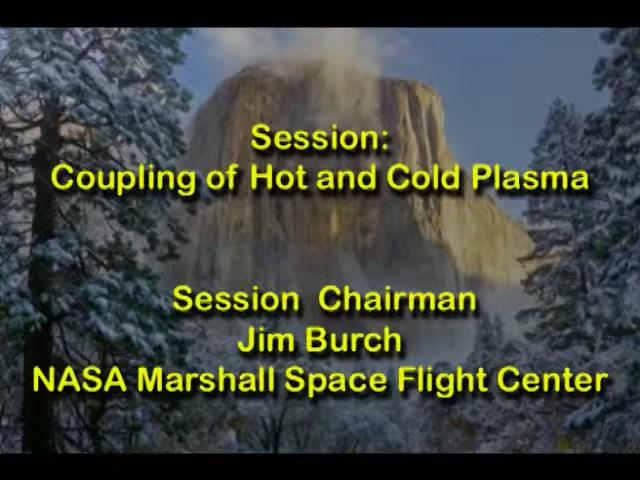 Session:
Coupling of Hot and Cold Plasma
Session Chairman
Jim Burch
NASA Marshall Space Flight Center